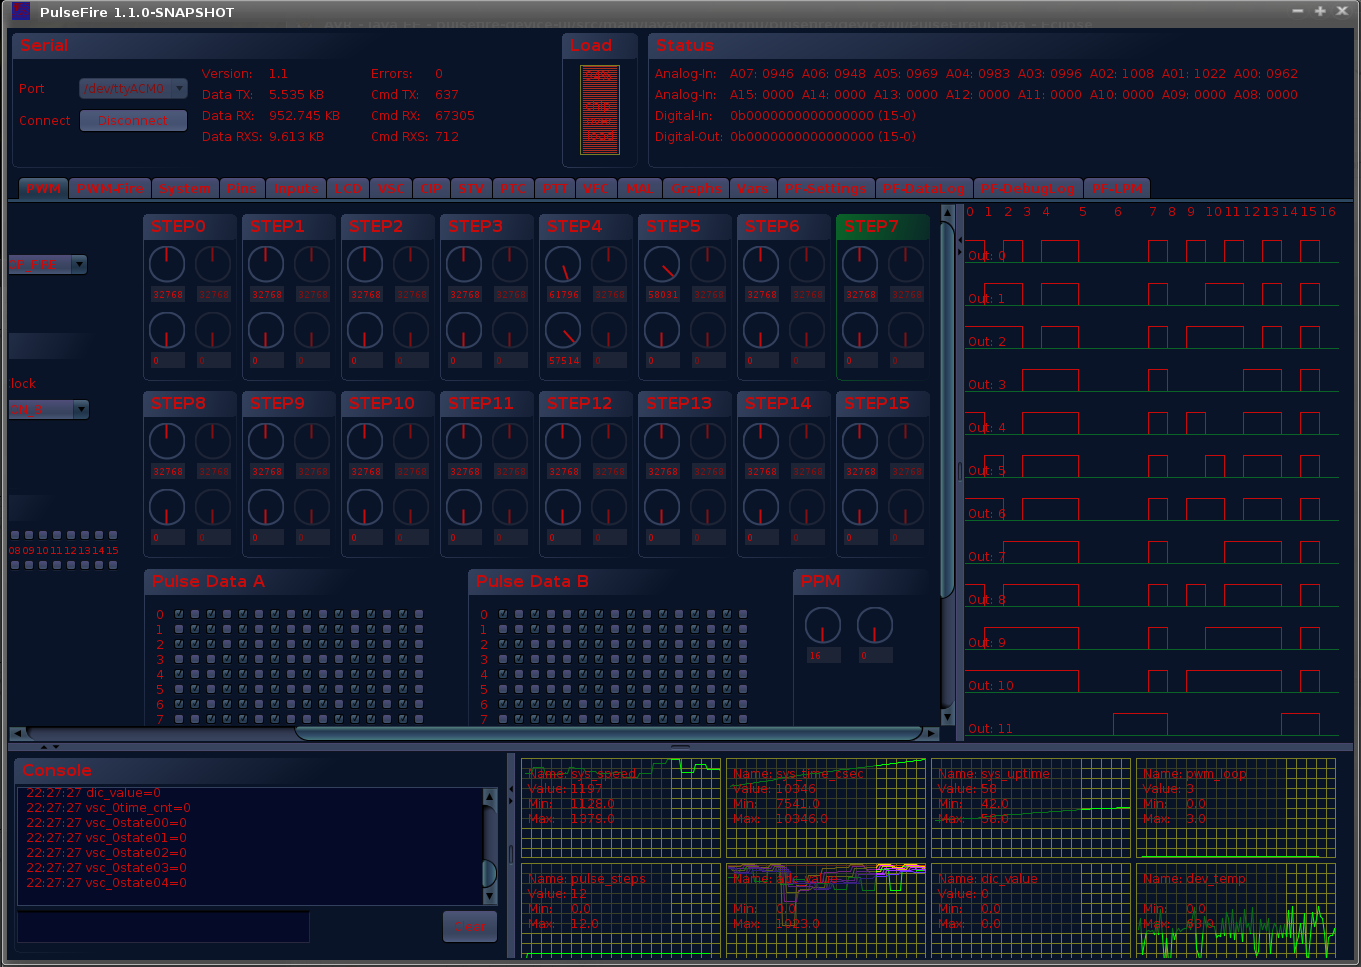 PulseFire 1.1.0-SNAPSHOT
Serial
Port /dev/ttyACM0
Connect Disconnect
Version: 1.1
Data TX: 5.535 KB
Data RX: 952.745 KB
Data RXS: 9.613 KB
Errors: 0
Cmd TX: 637
Cmd RX: 67305
Cmd RXS: 712
Load
Status
Analog-In: A07: 0946 A06: 0948 A05: 0969 A04: 0983 A03: 0996 A02: 1008 A01: 1022 A00: 0962
Analog-In: A15: 0000 A14: 0000 A13: 0000 A12: 0000 A11: 0000 A10: 0000 A09: 0000 A08: 0000
Digital-In: 0b0000000000000000 (15-0)
Digital-Out: 0b0000000000000000 (15-0)
PWM PWM-Fire System Pins Inputs LCD VSC CIP STV PTC PTT VFC MAL Graphs Vars PF-Settings PF-DataLog PF-DebugLog PF-LPM
lock
08 09 10 11 12 13 14 15
STEP0 STEP1 STEP2 STEP3 STEP4 STEP5 STEP6 STEP7
32768 32768 32768 32768 32768 32768 32768 32768 61796 32768 58031 32768 32768 32768 32768 32768
0 0 0 0 0 0 0 0 57514 0 0 0 0 0 0 0
STEP8 STEP9 STEP10 STEP11 STEP12 STEP13 STEP14 STEP15
32768 32768 32768 32768 32768 32768 32768 32768 32768 32768 32768 32768 32768 32768 32768 32768
0 0 0 0 0 0 0 0 0 0 0 0 0 0 0 0
Pulse Data A
0
1
2
3
4
5
6
7
Pulse Data B
0
1
2
3
4
5
6
7
PPM
16 0
0 1 2 3 4 5 6 7 8 9 10 11 12 13 14 15 16
Out: 0
Out: 1
Out: 2
Out: 3
Out: 4
Out: 5
Out: 6
Out: 7
Out: 8
Out: 9
Out: 10
Out: 11
Console
22:27:27 dic_value=0
22:27:27 vsc_0time_cnt=0
22:27:27 vsc_0state00=0
22:27:27 vsc_0state01=0
22:27:27 vsc_0state02=0
22:27:27 vsc_0state03=0
22:27:27 vsc_0state04=0
Clear
Name: sys_speed
Value: 1197
Min: 1128.0
Max: 1379.0
Name: sys_time_csec
Value: 10346
Min: 7541.0
Max: 10346.0
Name: sys_uptime
Value: 58
Min: 42.0
Max: 58.0
Name: pwm_loop
Value: 3
Min: 0.0
Max: 3.0
Name: pulse_steps
Value: 12
Min: 0.0
Max: 12.0
Name: adc_value
Min: 0.0
Max: 1023.0
Name: dic_value
Value: 0
Min: 0.0
Max: 0.0
Name: dev_temp
Min: 0.0
Max: